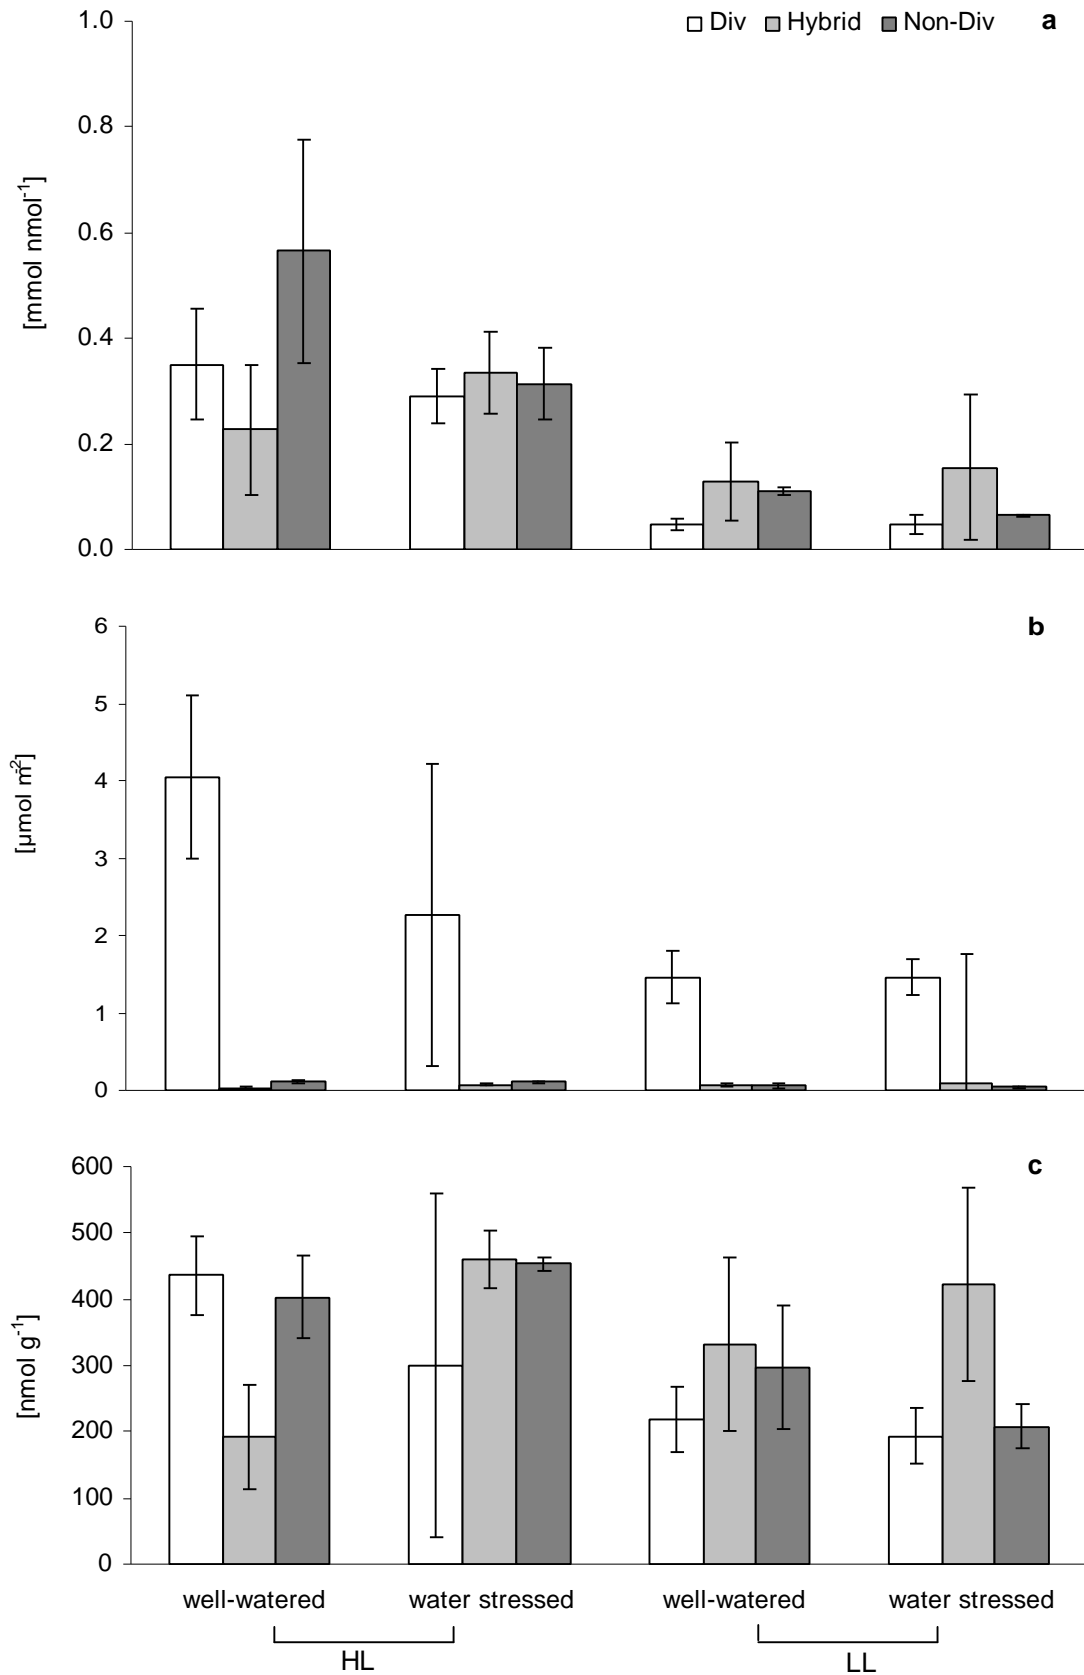 1.0
Div Hybrid Non-Div a
0.8
0.6
[mmol nmol⁻¹]
0.4
0.2
0.0
6
b
5
4
[µmol m⁻²]
3
2
1
0
600
c
500
400
[nmol g⁻¹]
300
200
100
0
well-watered water stressed well-watered water stressed
HL LL